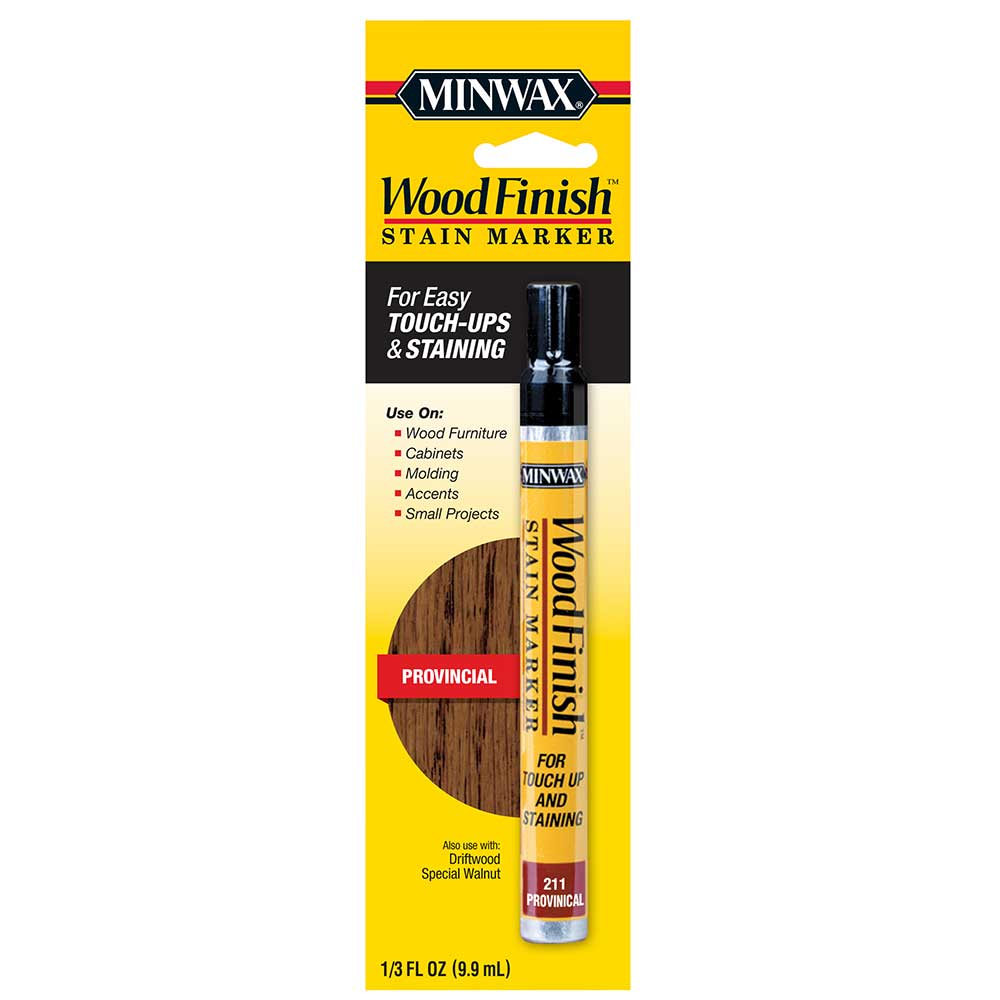 MINWAX®
Wood Finish™
STAIN MARKER
For Easy
TOUCH-UPS
& STAINING
Use On:
▪ Wood Furniture
▪ Cabinets
▪ Molding
▪ Accents
▪ Small Projects
PROVINCIAL
Also use with:
Driftwood
Special Walnut
1/3 FL OZ (9.9 mL)
MINWAX
Wood Finish™
STAIN MARKER
FOR
TOUCH UP
AND
STAINING
211
PROVINICAL